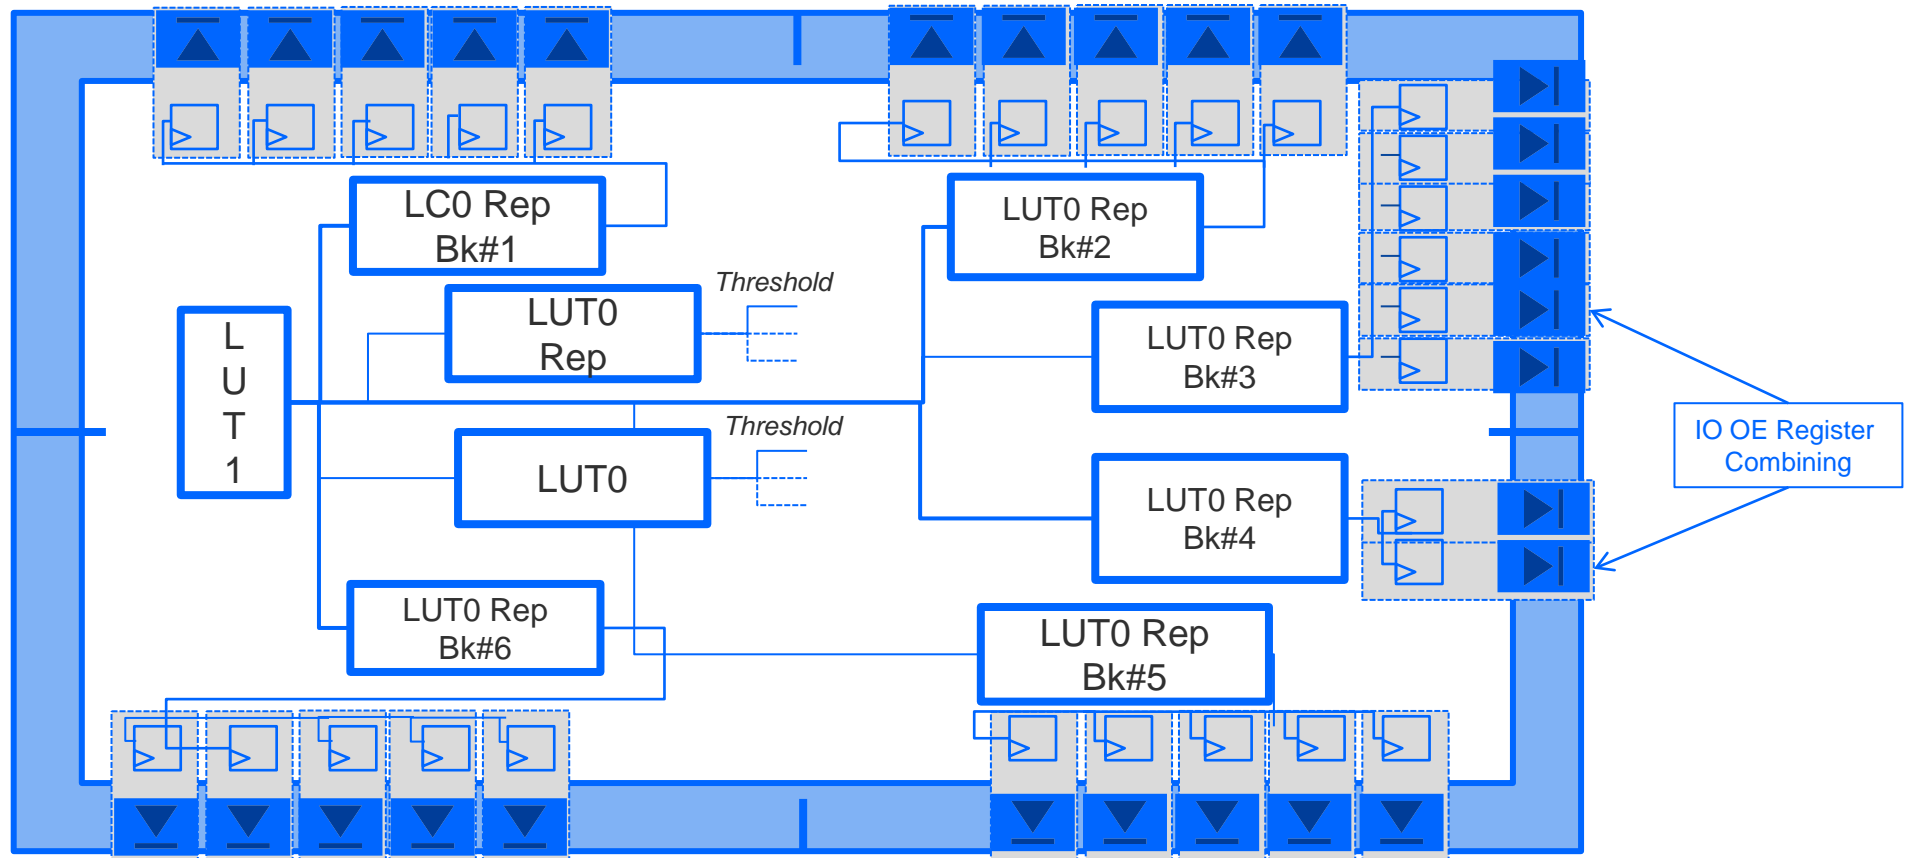 LC0 Rep
Bk#1
LUT0 Rep
Bk#2
Threshold
LUT0
Rep
L
U
T
1
LUT0 Rep
Bk#3
Threshold
LUT0
IO OE Register
Combining
LUT0 Rep
Bk#4
LUT0 Rep
Bk#6
LUT0 Rep
Bk#5